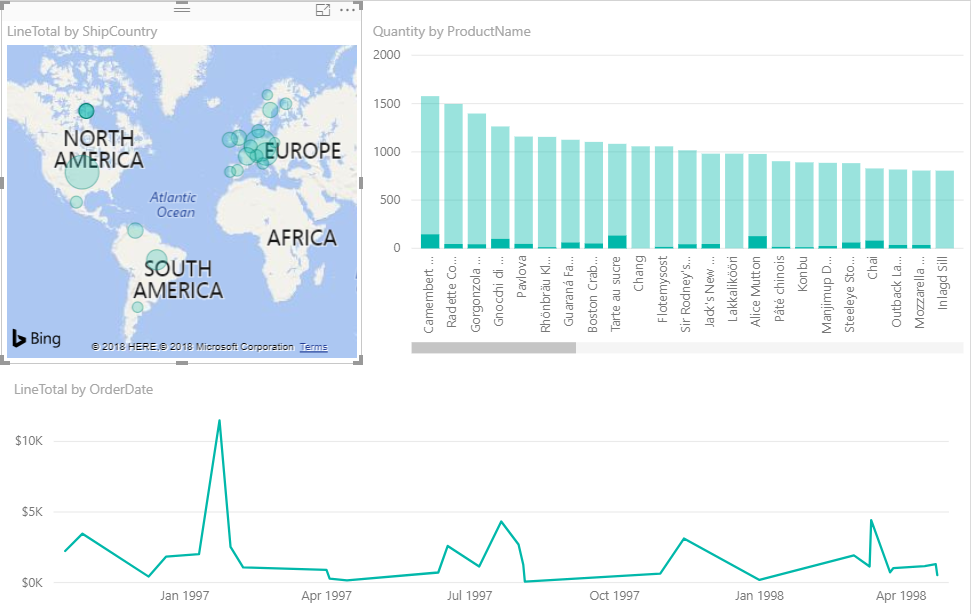 LineTotal by ShipCountry
NORTH
AMERICA
EUROPE
Atlantic
Ocean
AFRICA
SOUTH
AMERICA
Bing
© 2018 HERE,© 2018 Microsoft Corporation Terms
Quantity by ProductName
2000
1500
1000
500
0
Camembert ...
Raclette Co...
Gorgonzola ...
Gnocchi di ...
Pavlova
Rhönbräu Kl...
Guaraná Fa...
Boston Crab...
Tarte au sucre
Chang
Flotemysost
Sir Rodney's...
Jack's New ...
Lakkalikööri
Alice Mutton
Pâté chinois
Konbu
Manjimup D...
Steeleye Sto...
Chai
Outback La...
Mozzarella ...
Inlagd Sill
LineTotal by OrderDate
$10K
$5K
$0K
Jan 1997
Apr 1997
Jul 1997
Oct 1997
Jan 1998
Apr 1998